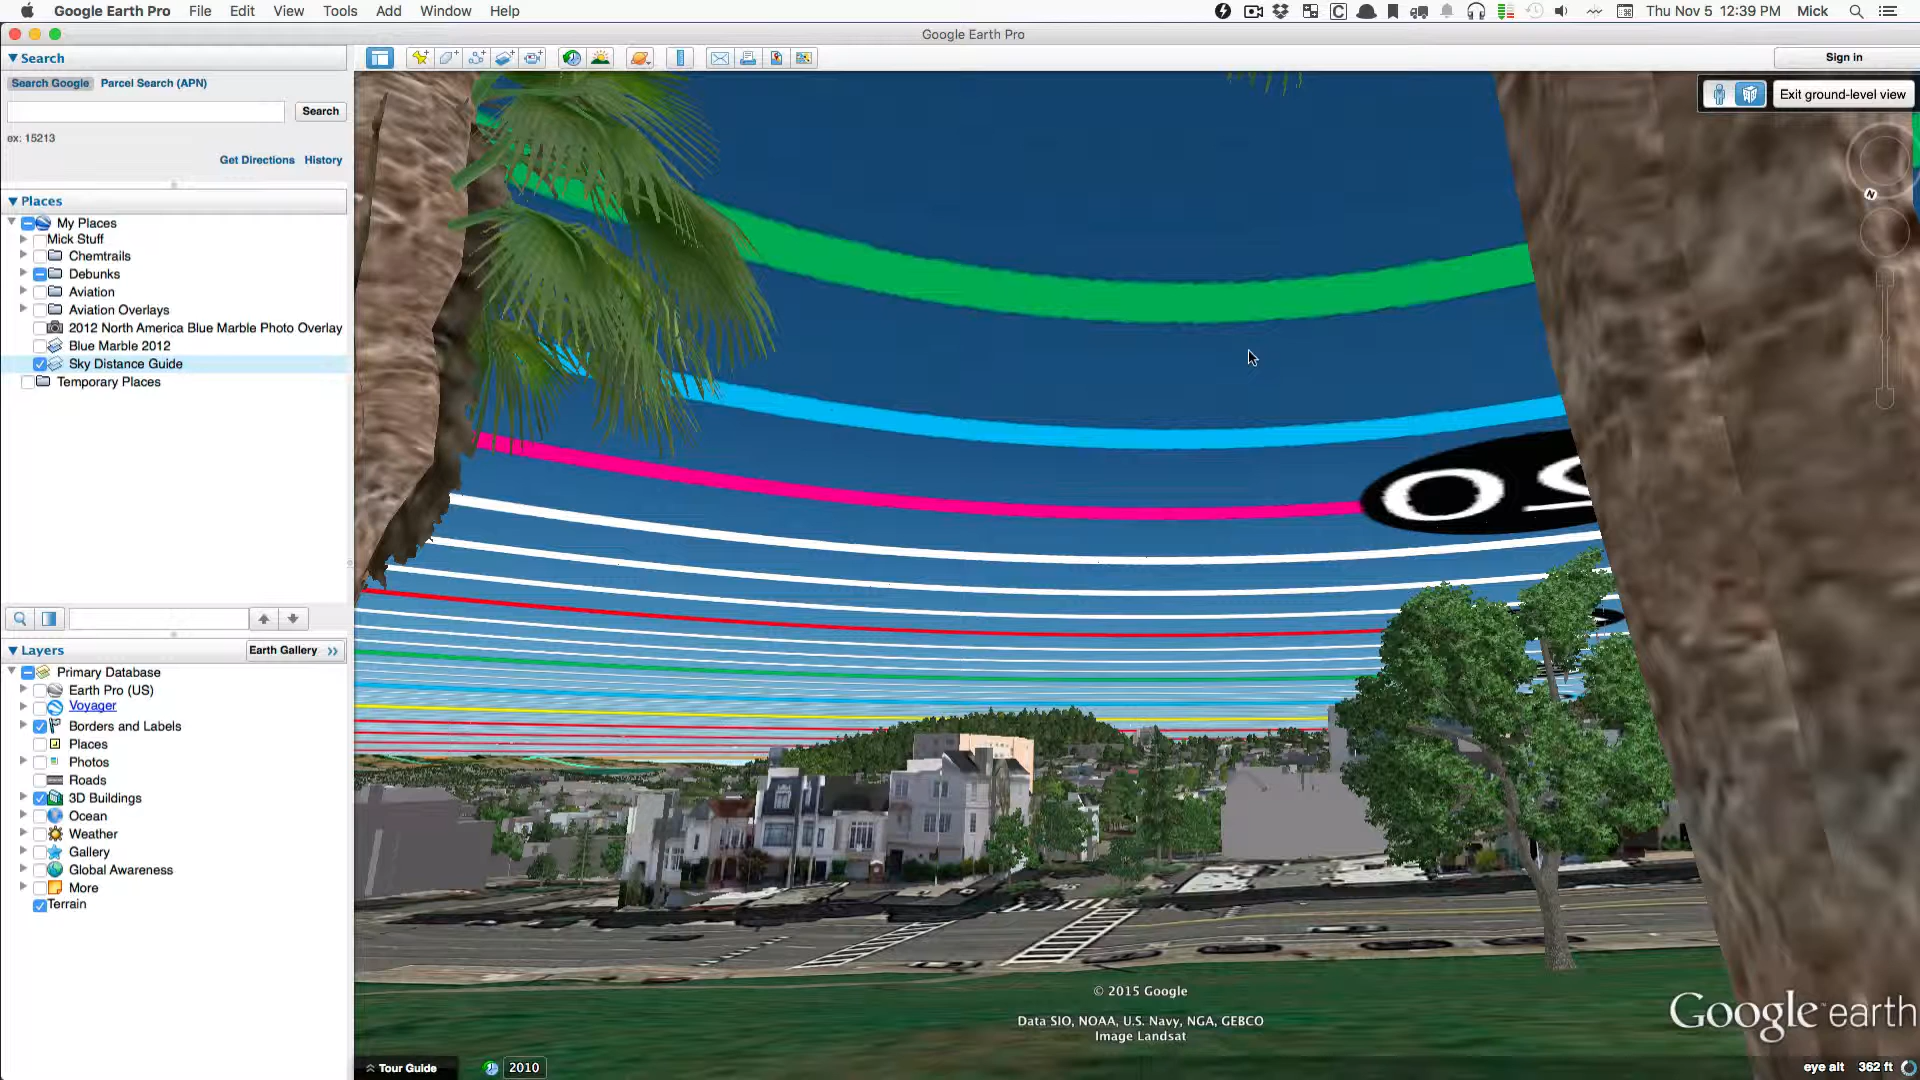 Google Earth Pro File Edit View Tools Add Window Help Thu Nov 5 12:39 PM Mick
Google Earth Pro
Sign in
Search
Search Google Parcel Search (APN)
Exit ground-level view
Search
ex: 15213
Get Directions History
N
Places
My Places
Mick Stuff
Chemtrails
Debunks
Aviation
Aviation Overlays
2012 North America Blue Marble Photo Overlay
Blue Marble 2012
Sky Distance Guide
Temporary Places
Layers
Earth Gallery »
Primary Database
Earth Pro (US)
Voyager
Borders and Labels
Places
Photos
Roads
3D Buildings
Ocean
Weather
Gallery
Global Awareness
More
Terrain
© 2015 Google
Data SIO, NOAA, U.S. Navy, NGA, GEBCO
Image Landsat
Google earth
Tour Guide
2010
eye alt 362 ft